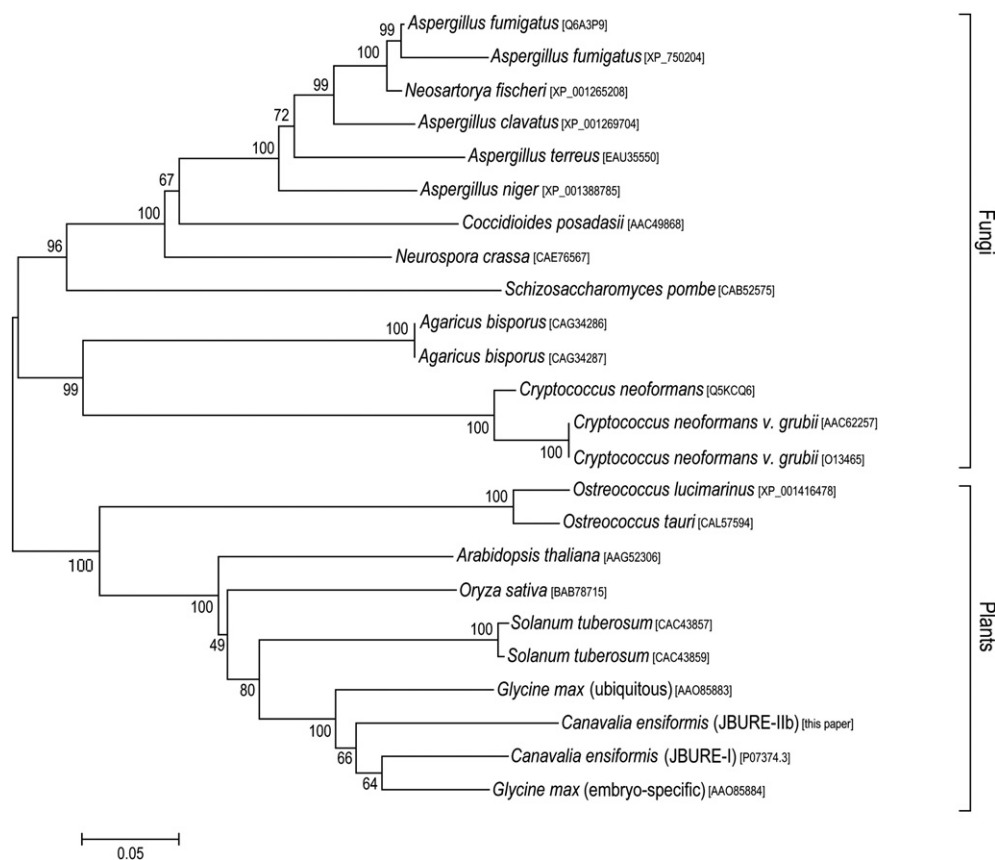 Aspergillus fumigatus [Q6A3P9]
99
Aspergillus fumigatus [XP_750204]
100
Neosartorya fischeri [XP_001265208]
99
Aspergillus clavatus [XP_001269704]
72
Aspergillus terreus [EAU35550]
100
Aspergillus niger [XP_001388785]
67
Coccidioides posadasii [AAC49868]
100
Neurospora crassa [CAE76567]
96
Schizosaccharomyces pombe [CAB52575]
Agaricus bisporus [CAG34286]
100
Agaricus bisporus [CAG34287]
99
Cryptococcus neoformans [Q5KCQ6]
100
Cryptococcus neoformans v. grubii [AAC62257]
100
Cryptococcus neoformans v. grubii [O13465]
Fungi
Ostreococcus lucimarinus [XP_001416478]
100
Ostreococcus tauri [CAL57594]
100
Arabidopsis thaliana [AAG52306]
100
Oryza sativa [BAB78715]
49
Solanum tuberosum [CAC43857]
100
Solanum tuberosum [CAC43859]
80
Glycine max (ubiquitous) [AAO85883]
100
Canavalia ensiformis (JBURE-IIb) [this paper]
66
Canavalia ensiformis (JBURE-I) [P07374.3]
64
Glycine max (embryo-specific) [AAO85884]
Plants
0.05